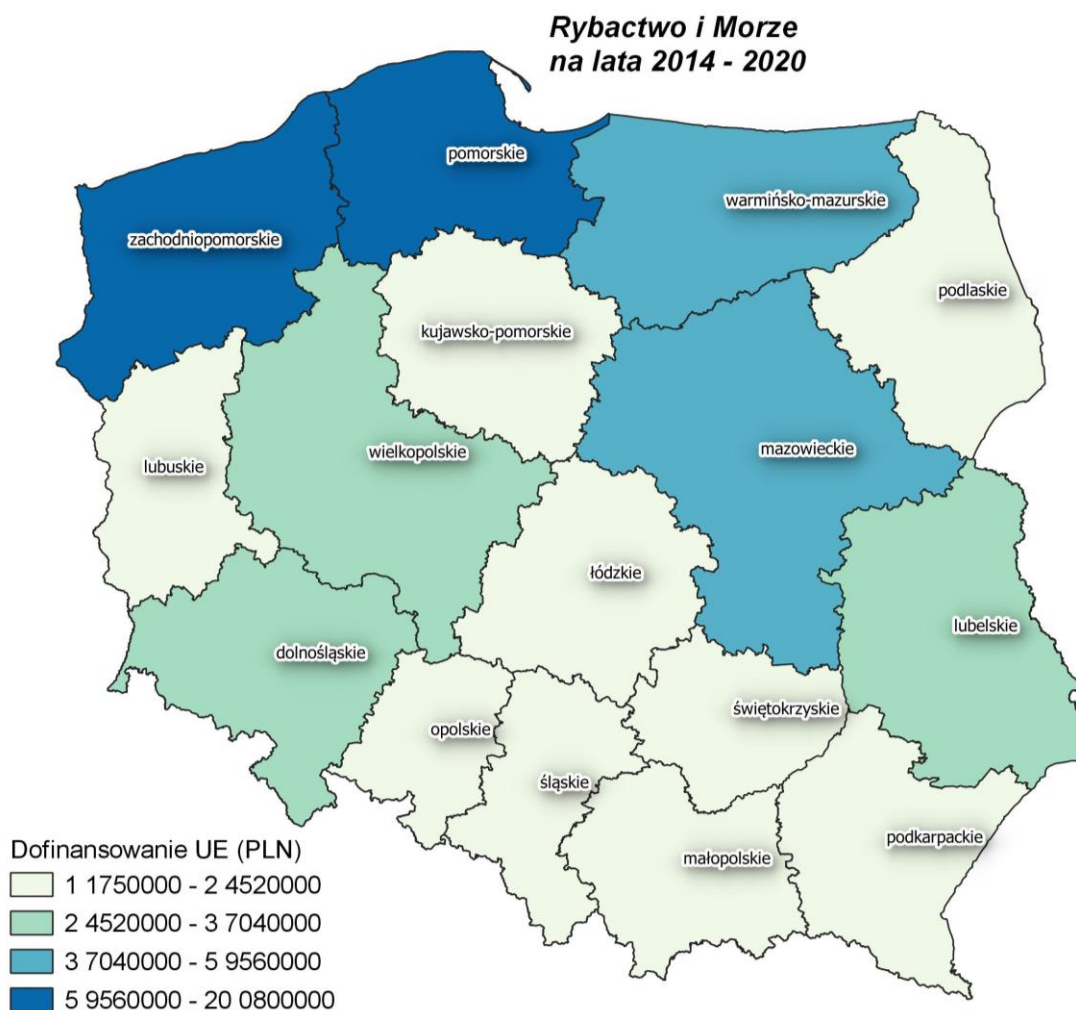 Rybactwo i Morze
na lata 2014 - 2020
pomorskie
warmińsko-mazurskie
zachodniopomorskie
podlaskie
kujawsko-pomorskie
wielkopolskie
mazowieckie
lubuskie
łódzkie
lubelskie
dolnośląskie
świętokrzyskie
opolskie
śląskie
podkarpackie
małopolskie
Dofinansowanie UE (PLN)
1 1750000 - 2 4520000
2 4520000 - 3 7040000
3 7040000 - 5 9560000
5 9560000 - 20 0800000